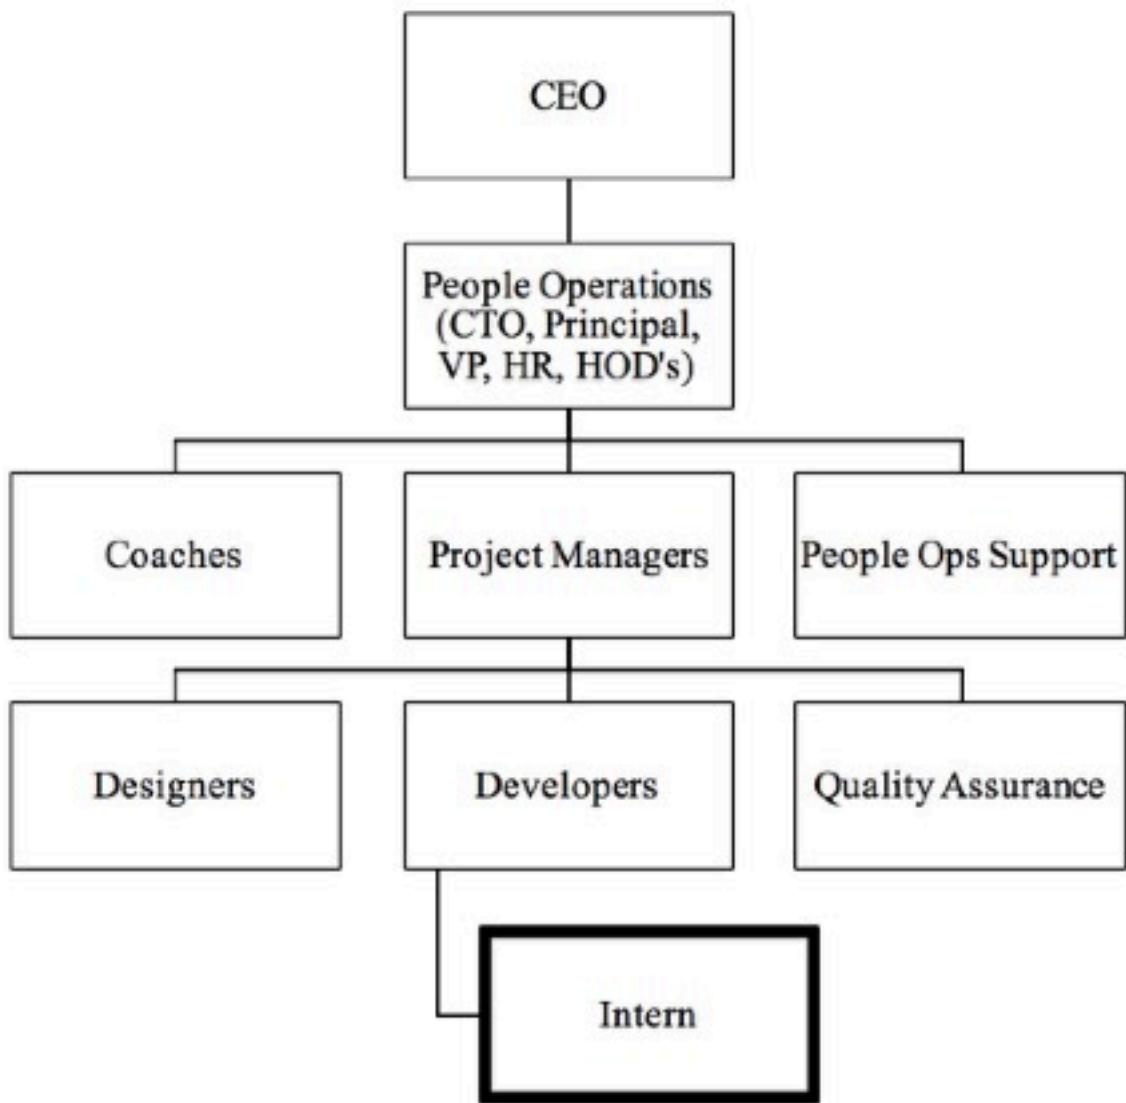 CEO
People Operations
(CTO, Principal,
VP, HR, HOD's)
Coaches
Project Managers
People Ops Support
Designers
Developers
Quality Assurance
Intern